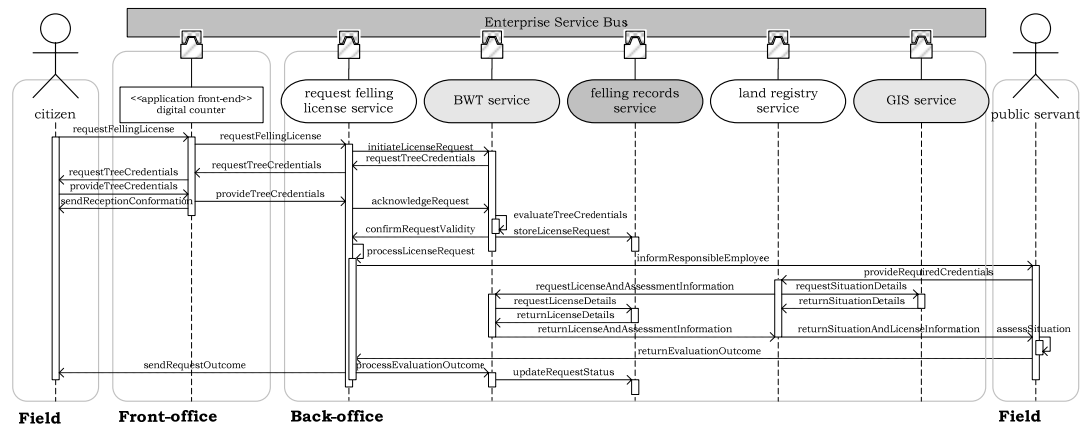 Enterprise Service Bus
citizen
<<application front-end>>
digital counter
request felling
license service
BWT service
felling records
service
land registry
service
GIS service
public servant
requestFellingLicense
requestFellingLicense
initiateLicenseRequest
requestTreeCredentials
requestTreeCredentials
requestTreeCredentials
provideTreeCredentials
provideTreeCredentials
sendReceptionConformation
acknowledgeRequest
evaluateTreeCredentials
confirmRequestValidity
storeLicenseRequest
processLicenseRequest
informResponsibleEmployee
provideRequiredCredentials
requestLicenseAndAssessmentInformation
requestSituationDetails
requestLicenseDetails
returnSituationDetails
returnLicenseDetails
returnLicenseAndAssessmentInformation
returnSituationAndLicenseInformation
assessSituation
returnEvaluationOutcome
sendRequestOutcome
processEvaluationOutcome
updateRequestStatus
Field
Front-office
Back-office
Field